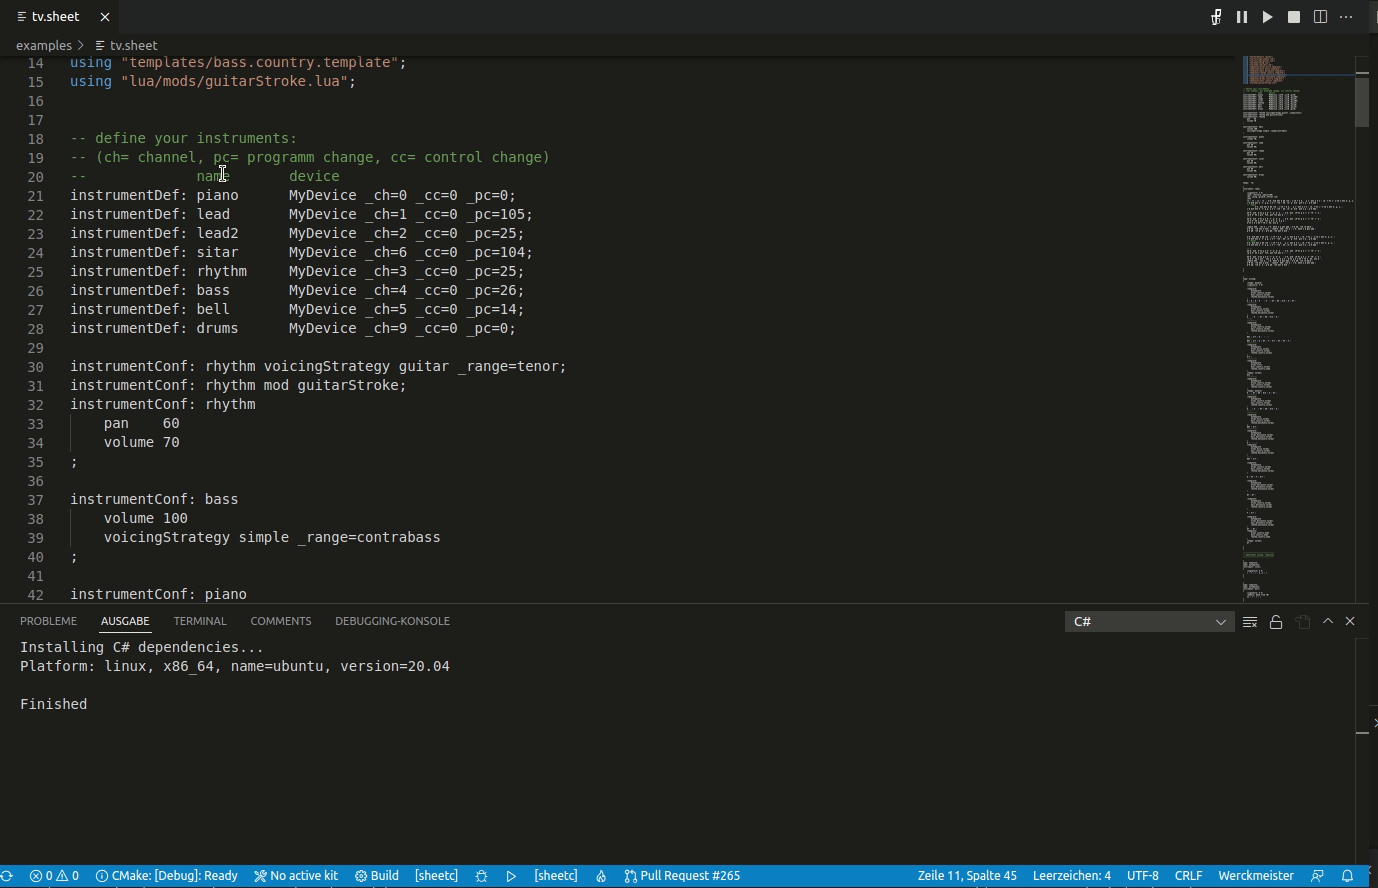 tv.sheet
examples > tv.sheet
14 using "templates/bass.country.template";
15 using "lua/mods/guitarStroke.lua";
16
17
18 -- define your instruments:
19 -- (ch= channel, pc= programm change, cc= control change)
20 -- name device
21 instrumentDef: piano MyDevice _ch=0 _cc=0 _pc=0;
22 instrumentDef: lead MyDevice _ch=1 _cc=0 _pc=105;
23 instrumentDef: lead2 MyDevice _ch=2 _cc=0 _pc=25;
24 instrumentDef: sitar MyDevice _ch=6 _cc=0 _pc=104;
25 instrumentDef: rhythm MyDevice _ch=3 _cc=0 _pc=25;
26 instrumentDef: bass MyDevice _ch=4 _cc=0 _pc=26;
27 instrumentDef: bell MyDevice _ch=5 _cc=0 _pc=14;
28 instrumentDef: drums MyDevice _ch=9 _cc=0 _pc=0;
29
30 instrumentConf: rhythm voicingStrategy guitar _range=tenor;
31 instrumentConf: rhythm mod guitarStroke;
32 instrumentConf: rhythm
33 pan 60
34 volume 70
35 ;
36
37 instrumentConf: bass
38 volume 100
39 voicingStrategy simple _range=contrabass
40 ;
41
42 instrumentConf: piano
PROBLEME AUSGABE TERMINAL COMMENTS DEBUGGING-KONSOLE C#
Installing C# dependencies...
Platform: linux, x86_64, name=ubuntu, version=20.04
Finished
0 0 CMake: [Debug]: Ready No active kit Build [sheetc] [sheetc] Pull Request #265 Zeile 11, Spalte 45 Leerzeichen: 4 UTF-8 CRLF Werckmeister